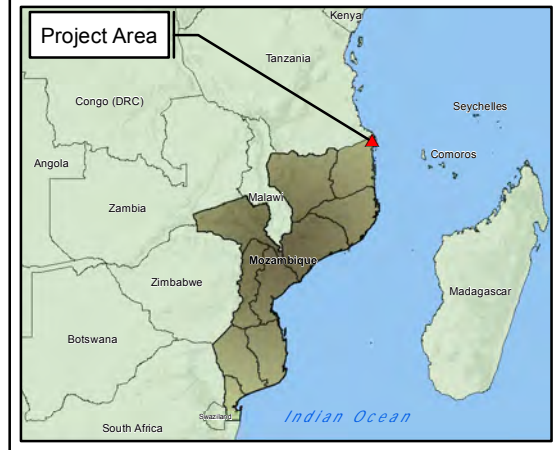 Kenya
Project Area
Tanzania
Congo (DRC)
Seychelles
Comoros
Angola
Malawi
Zambia
Mozambique
Zimbabwe
Madagascar
Botswana
Swaziland
Indian Ocean
South Africa